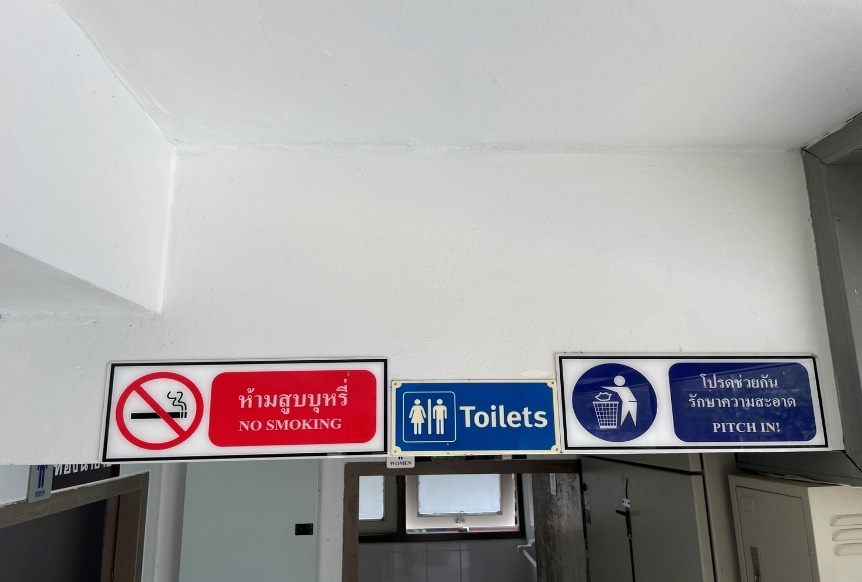 ห้ามสูบบุหรี่
NO SMOKING
Toilets
โปรดช่วยกัน
รักษาความสะอาด
PITCH IN!
WOMEN